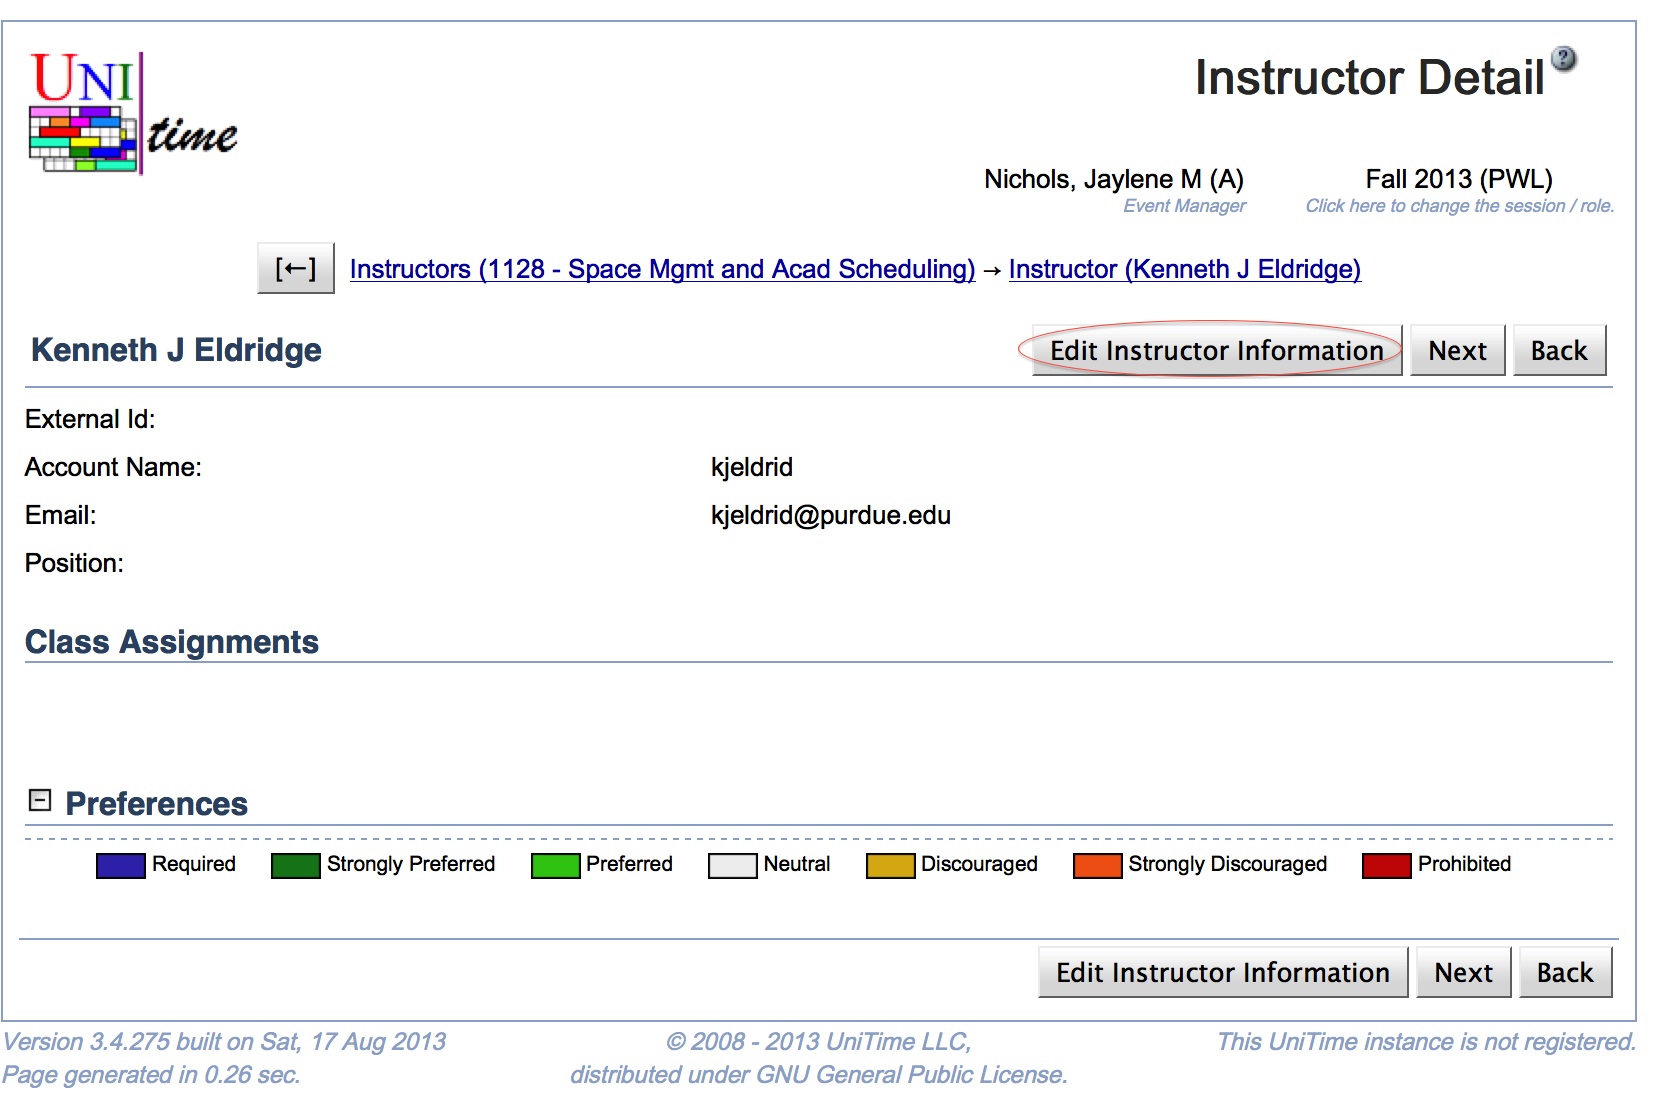 UNI time
Instructor Detail ?
Nichols, Jaylene M (A) Fall 2013 (PWL)
Event Manager Click here to change the session / role.
[←] Instructors (1128 - Space Mgmt and Acad Scheduling) → Instructor (Kenneth J Eldridge)
Kenneth J Eldridge Edit Instructor Information Next Back
External Id:
Account Name: kjeldrid
Email: kjeldrid@purdue.edu
Position:
Class Assignments
Preferences
Required Strongly Preferred Preferred Neutral Discouraged Strongly Discouraged Prohibited
Edit Instructor Information Next Back
Version 3.4.275 built on Sat, 17 Aug 2013 © 2008 - 2013 UniTime LLC, This UniTime instance is not registered.
Page generated in 0.26 sec. distributed under GNU General Public License.